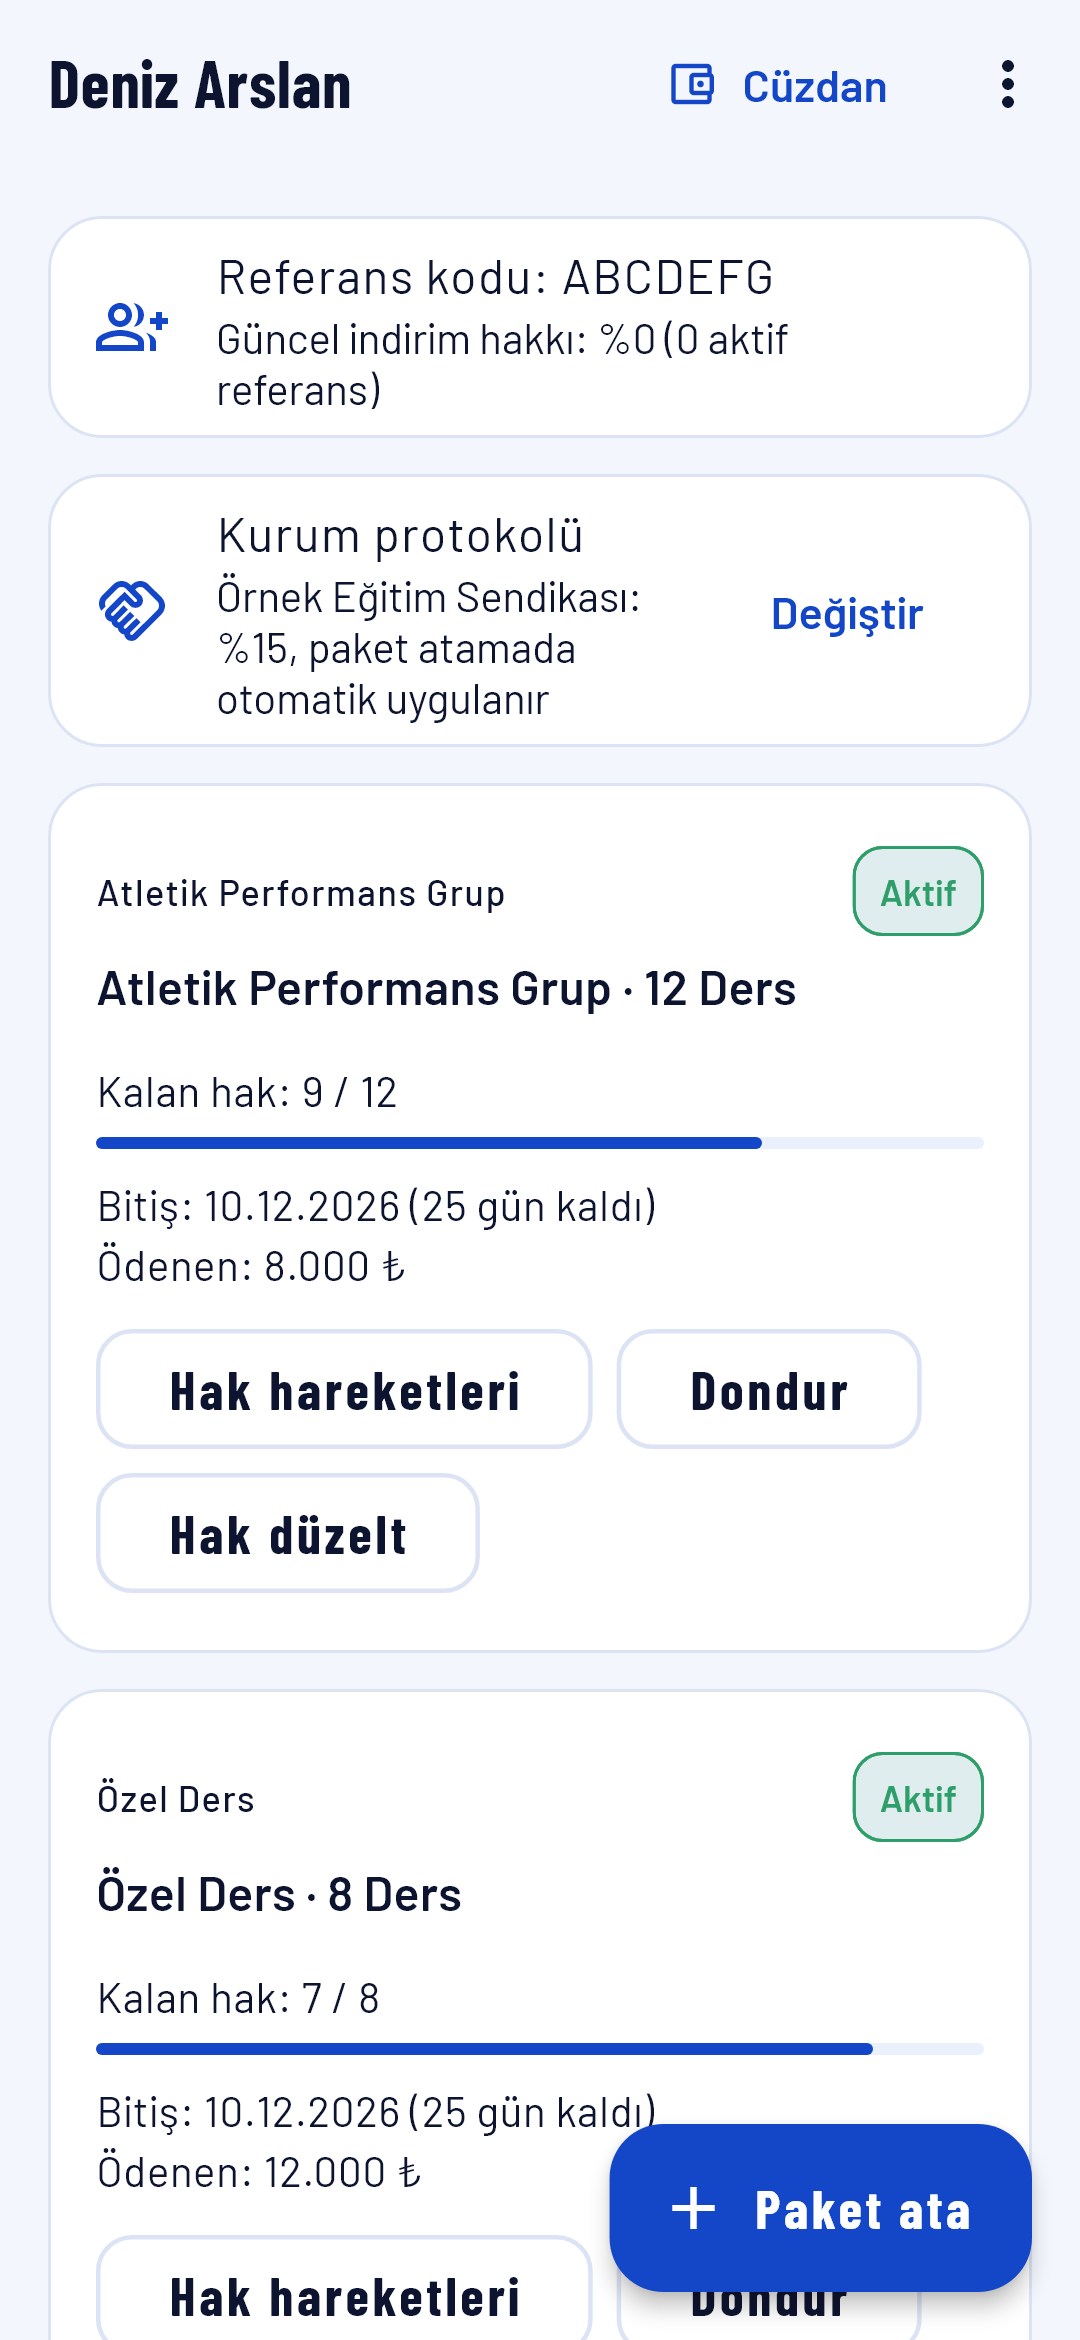 Deniz Arslan
Cüzdan
Referans kodu: ABCDEFG
Güncel indirim hakkı: %0 (0 aktif
referans)
Kurum protokolü
Örnek Eğitim Sendikası:
%15, paket atamada
otomatik uygulanır
Değiştir
Atletik Performans Grup
Aktif
Atletik Performans Grup · 12 Ders
Kalan hak: 9 / 12
Bitiş: 10.12.2026 (25 gün kaldı)
Ödenen: 8.000 ₺
Hak hareketleri
Dondur
Hak düzelt
Özel Ders
Aktif
Özel Ders · 8 Ders
Kalan hak: 7 / 8
Bitiş: 10.12.2026 (25 gün kaldı)
Ödenen: 12.000 ₺
Paket ata
Hak hareketleri
Dondur